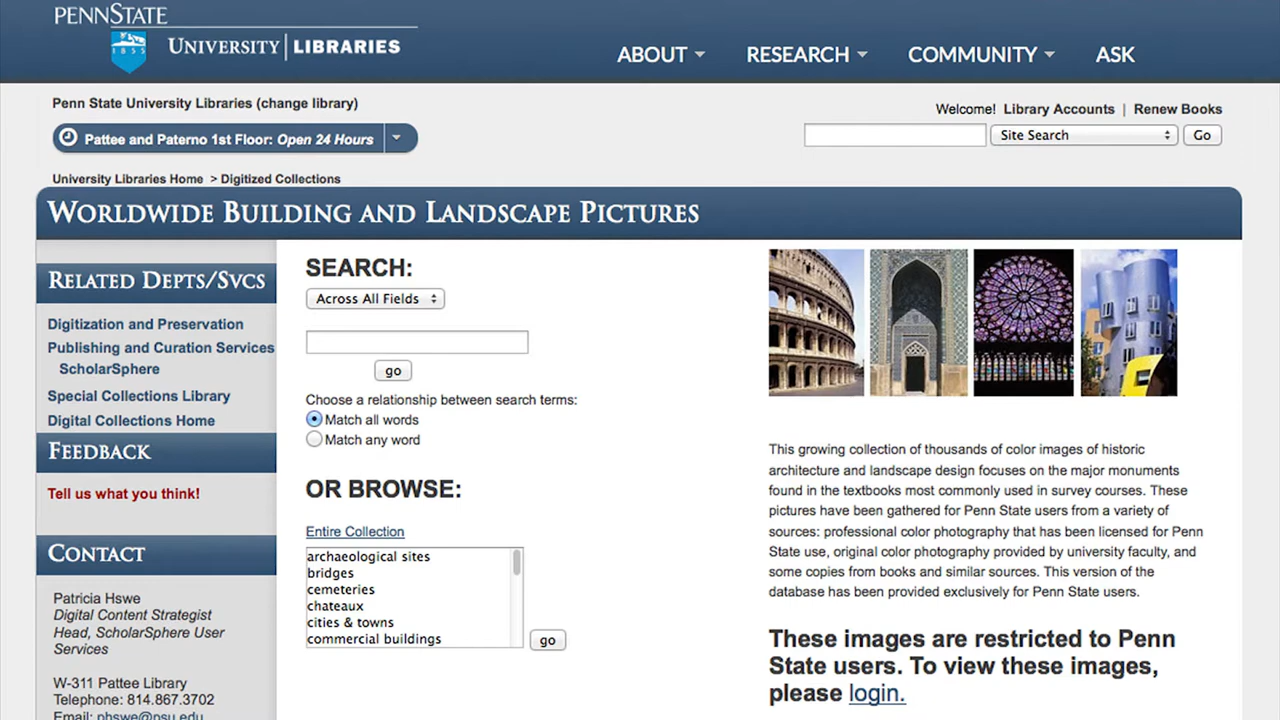 PENNSTATE
1855
UNIVERSITY LIBRARIES
ABOUT
RESEARCH
COMMUNITY
ASK
Penn State University Libraries (change library)
Pattee and Paterno 1st Floor: Open 24 Hours
Welcome! Library Accounts | Renew Books
Site Search
Go
University Libraries Home > Digitized Collections
WORLDWIDE BUILDING AND LANDSCAPE PICTURES
RELATED DEPTS/SVCS
Digitization and Preservation
Publishing and Curation Services
ScholarSphere
Special Collections Library
Digital Collections Home
FEEDBACK
Tell us what you think!
CONTACT
Patricia Hswe
Digital Content Strategist
Head, ScholarSphere User
Services
W-311 Pattee Library
Telephone: 814.867.3702
Email: phswe@psu.edu
SEARCH:
Across All Fields
go
Choose a relationship between search terms:
Match all words
Match any word
OR BROWSE:
Entire Collection
archaeological sites
bridges
cemeteries
chateaux
cities & towns
commercial buildings
go
This growing collection of thousands of color images of historic
architecture and landscape design focuses on the major monuments
found in the textbooks most commonly used in survey courses. These
pictures have been gathered for Penn State users from a variety of
sources: professional color photography that has been licensed for Penn
State use, original color photography provided by university faculty, and
some copies from books and similar sources. This version of the
database has been provided exclusively for Penn State users.
These images are restricted to Penn
State users. To view these images,
please login.